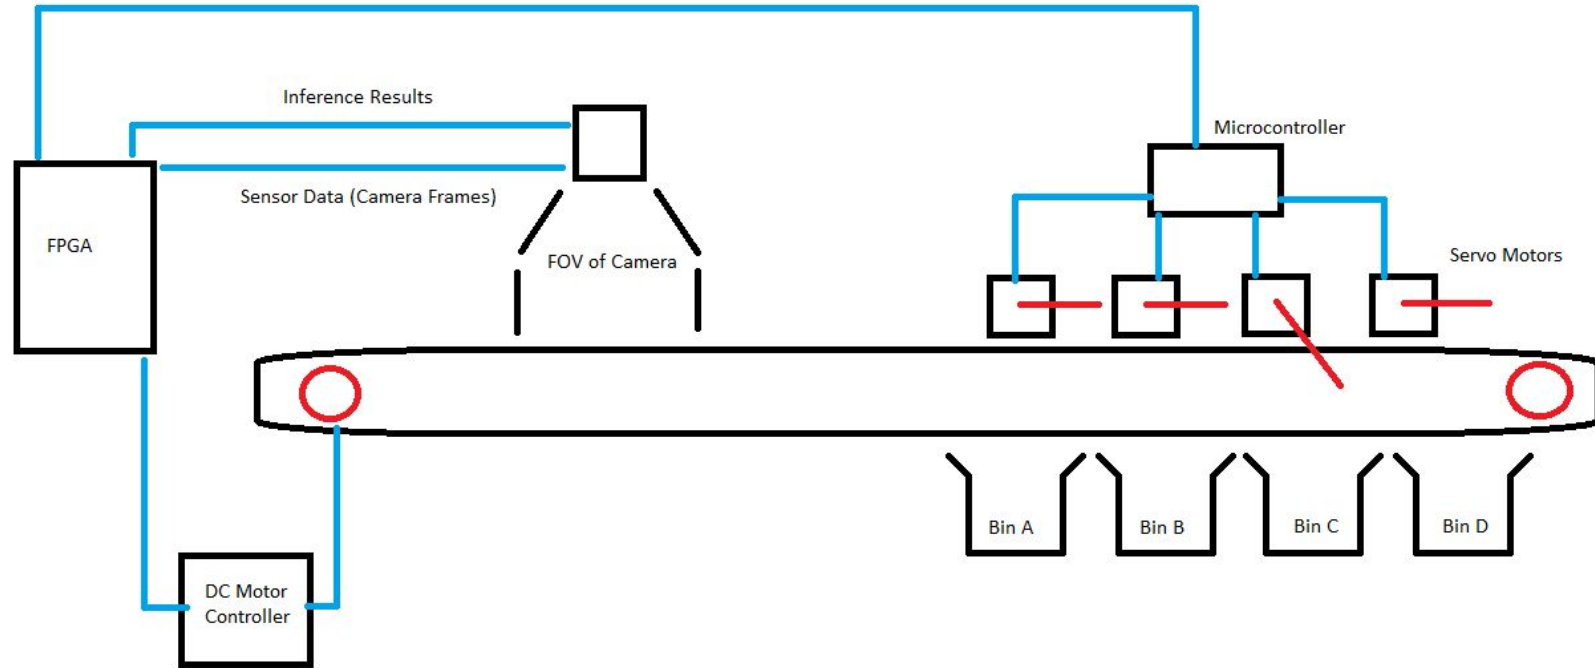 Inference Results
Microcontroller
Sensor Data (Camera Frames)
FPGA
FOV of Camera
Servo Motors
Bin A
Bin B
Bin C
Bin D
DC Motor
Controller